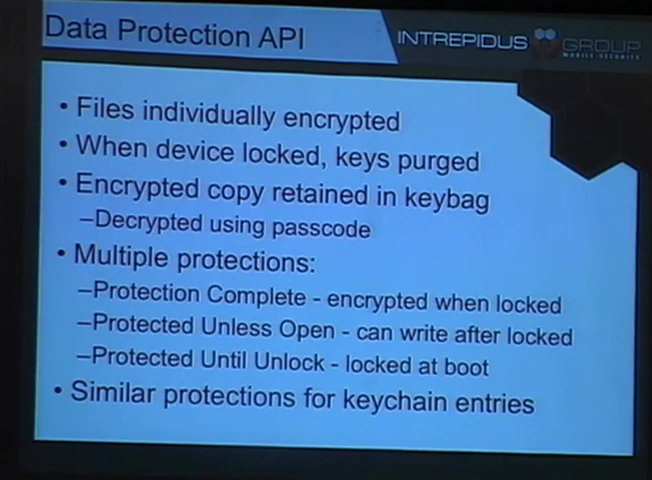 Data Protection API
INTREPIDUS GROUP
MOBILE SECURITY
• Files individually encrypted
• When device locked, keys purged
• Encrypted copy retained in keybag
–Decrypted using passcode
• Multiple protections:
–Protection Complete - encrypted when locked
–Protected Unless Open - can write after locked
–Protected Until Unlock - locked at boot
• Similar protections for keychain entries